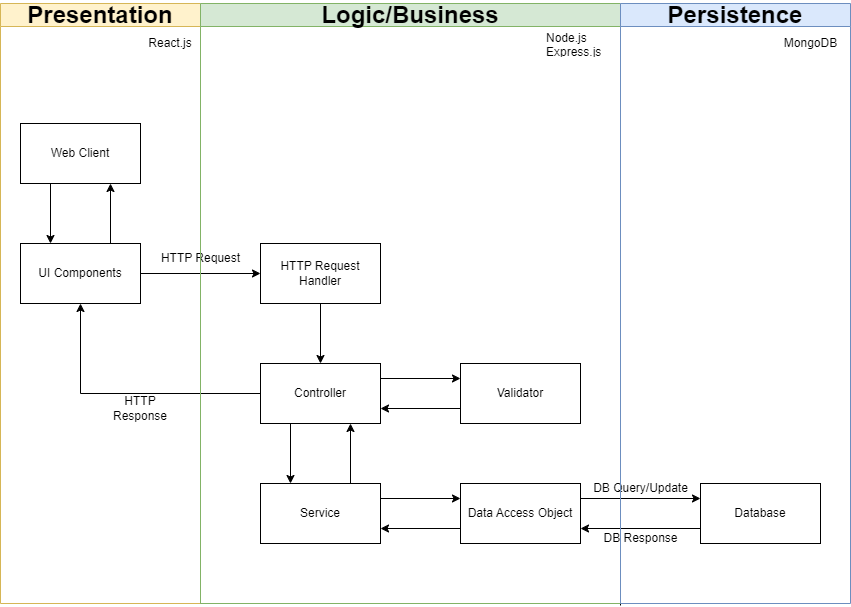 Presentation
Logic/Business
Persistence
React.js
Node.js
Express.js
MongoDB
Web Client
UI Components
HTTP Request
HTTP Request
Handler
Controller
Validator
HTTP
Response
Service
Data Access Object
DB Query/Update
DB Response
Database